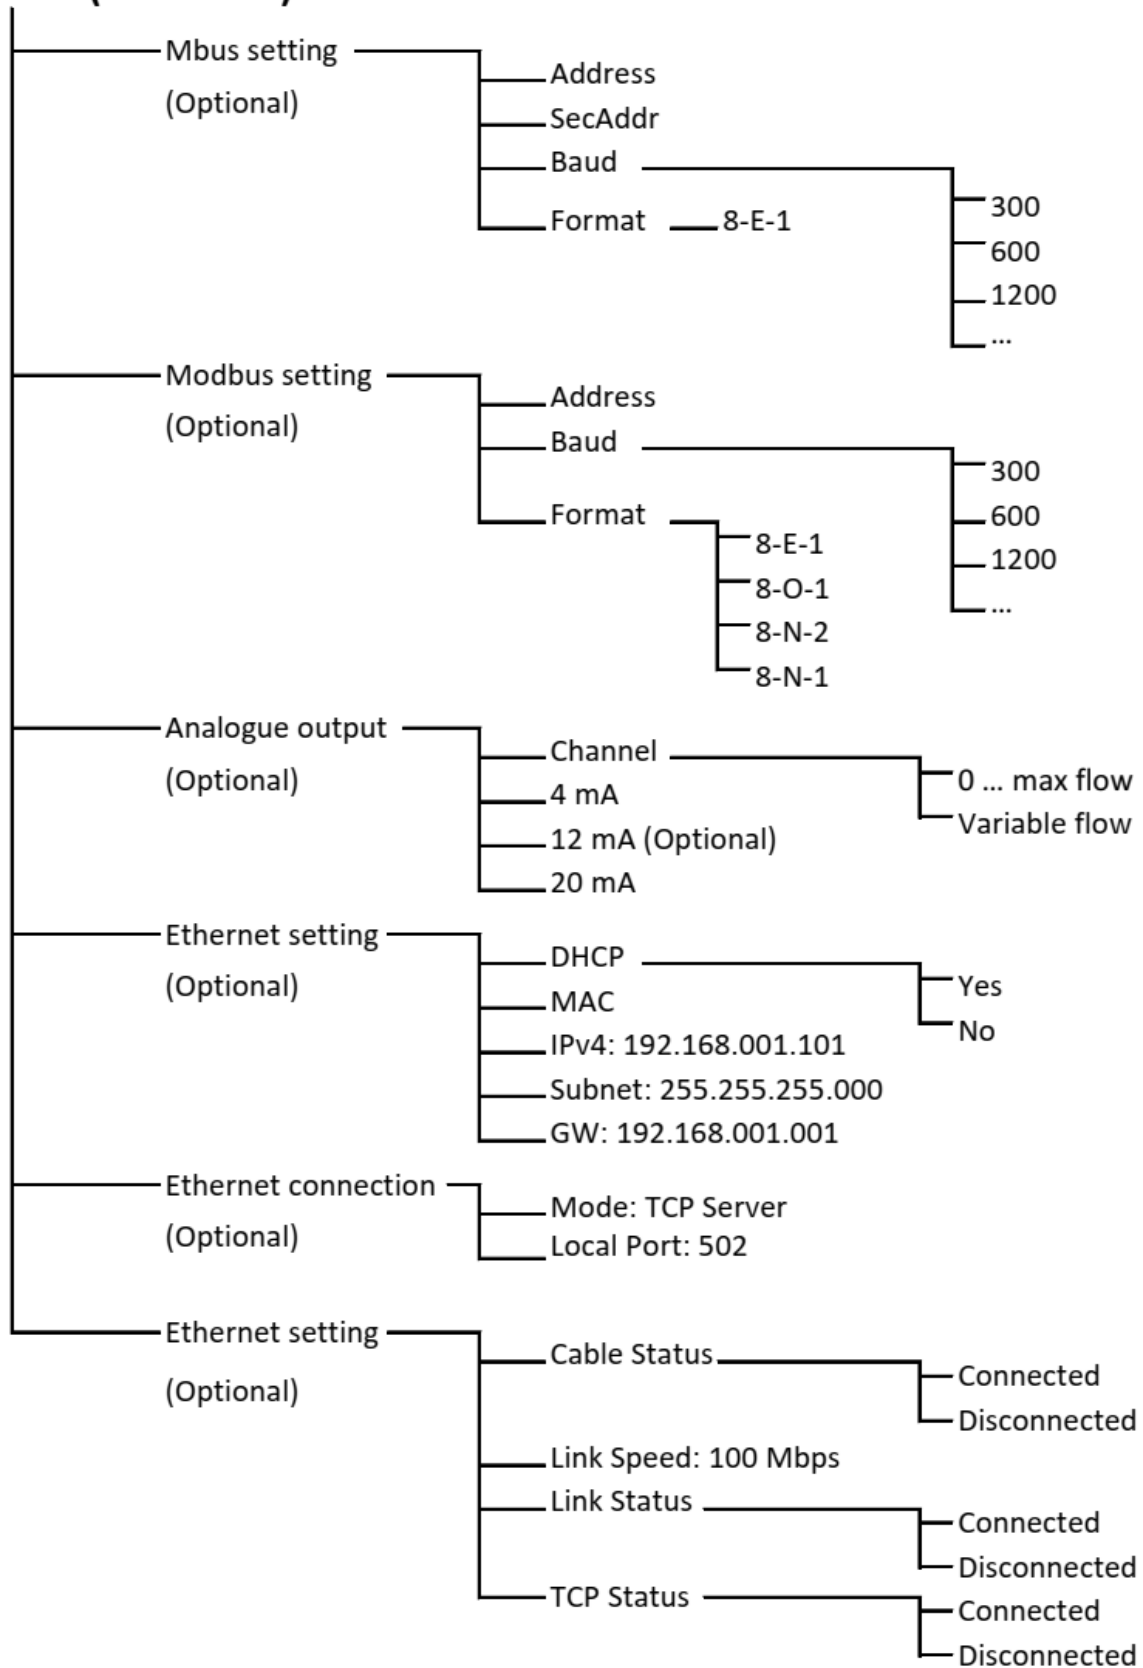 Mbus setting
(Optional)
Address
SecAddr
Baud
300
600
1200
...
Format
8-E-1
Modbus setting
(Optional)
Address
Baud
300
600
1200
...
Format
8-E-1
8-O-1
8-N-2
8-N-1
Analogue output
(Optional)
Channel
0 ... max flow
Variable flow
4 mA
12 mA (Optional)
20 mA
Ethernet setting
(Optional)
DHCP
Yes
No
MAC
IPv4: 192.168.001.101
Subnet: 255.255.255.000
GW: 192.168.001.001
Ethernet connection
(Optional)
Mode: TCP Server
Local Port: 502
Ethernet setting
(Optional)
Cable Status
Connected
Disconnected
Link Speed: 100 Mbps
Link Status
Connected
Disconnected
TCP Status
Connected
Disconnected